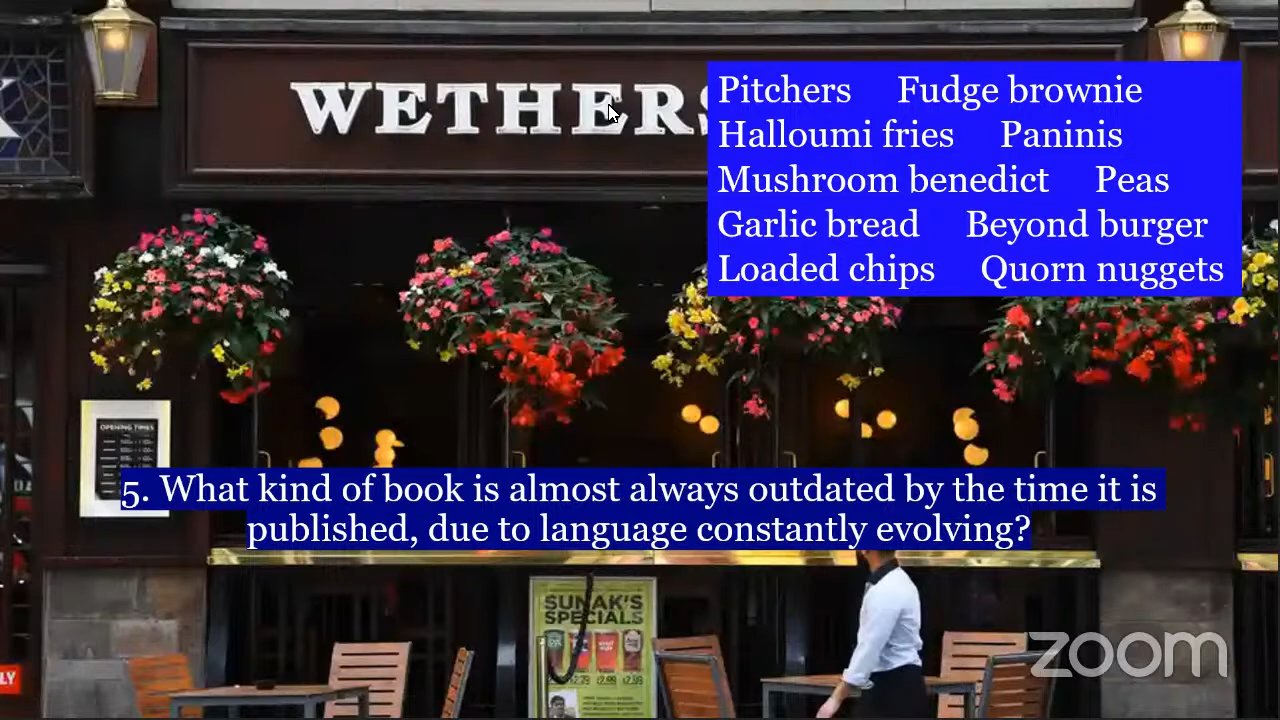 WETHERS
Pitchers Fudge brownie
Halloumi fries Paninis
Mushroom benedict Peas
Garlic bread Beyond burger
Loaded chips Quorn nuggets
OPENING TIMES
5. What kind of book is almost always outdated by the time it is
published, due to language constantly evolving?
SUNAK'S
SPECIALS
zoom
LY